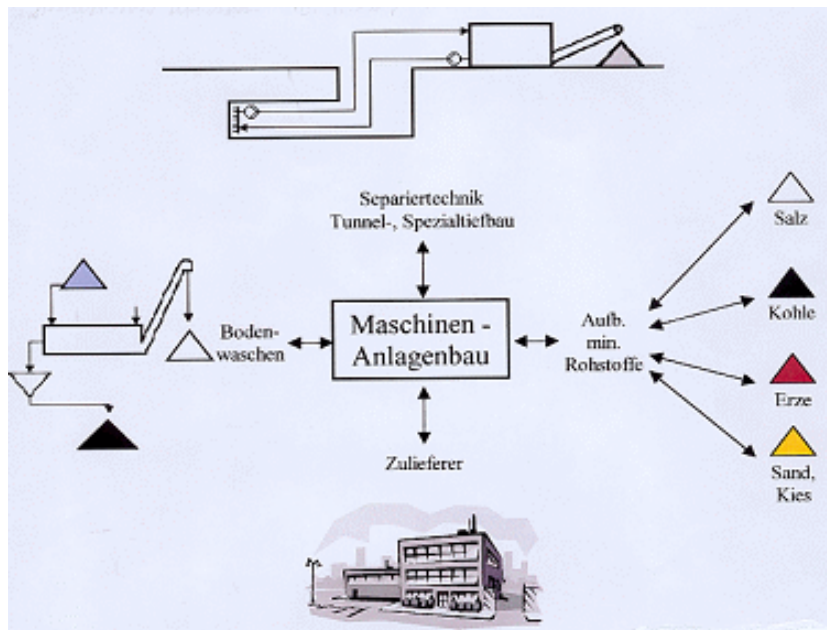 Separiertechnik
Tunnel-, Spezialtiefbau
Salz
Kohle
Boden-
waschen
Maschinen -
Anlagenbau
Aufb.
min.
Rohstoffe
Erze
Zulieferer
Sand,
Kies